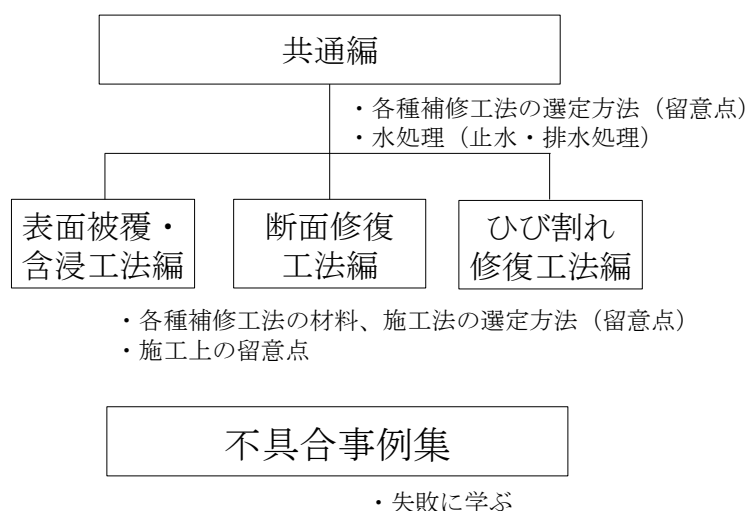 共通編
・各種補修工法の選定方法（留意点）
・水処理（止水・排水処理）
表面被覆・
含浸工法編
断面修復
工法編
ひび割れ
修復工法編
・各種補修工法の材料、施工法の選定方法（留意点）
・施工上の留意点
不具合事例集
・失敗に学ぶ